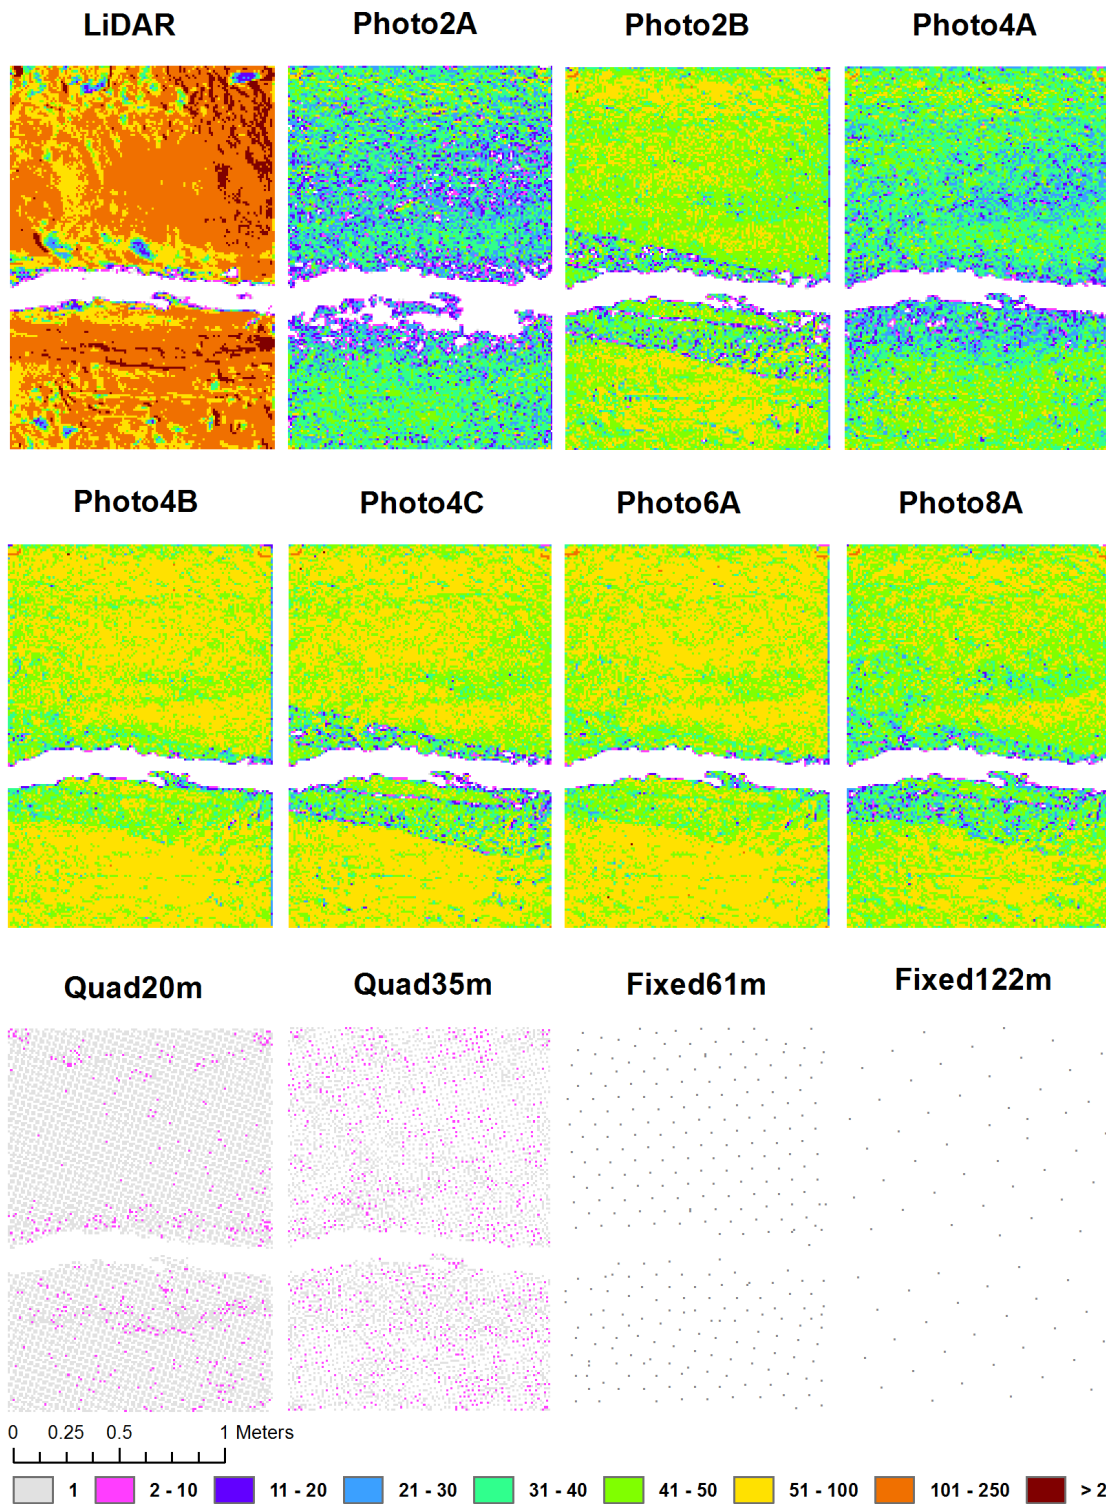 LiDAR Photo2A Photo2B Photo4A
Photo4B Photo4C Photo6A Photo8A
Quad20m Quad35m Fixed61m Fixed122m
0 0.25 0.5 1 Meters
1 2 - 10 11 - 20 21 - 30 31 - 40 41 - 50 51 - 100 101 - 250 > 2